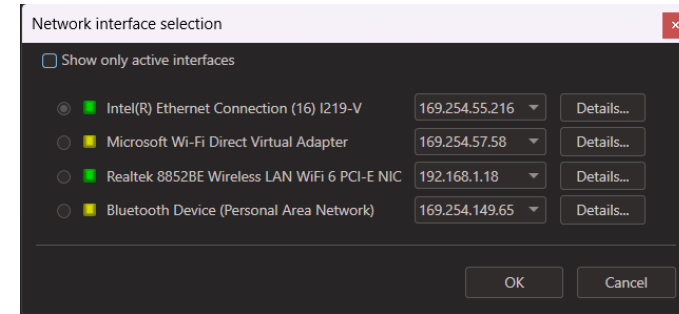 Network interface selection
Show only active interfaces
Intel(R) Ethernet Connection (16) I219-V 169.254.55.216 Details...
Microsoft Wi-Fi Direct Virtual Adapter 169.254.57.58 Details...
Realtek 8852BE Wireless LAN WiFi 6 PCI-E NIC 192.168.1.18 Details...
Bluetooth Device (Personal Area Network) 169.254.149.65 Details...
OK Cancel